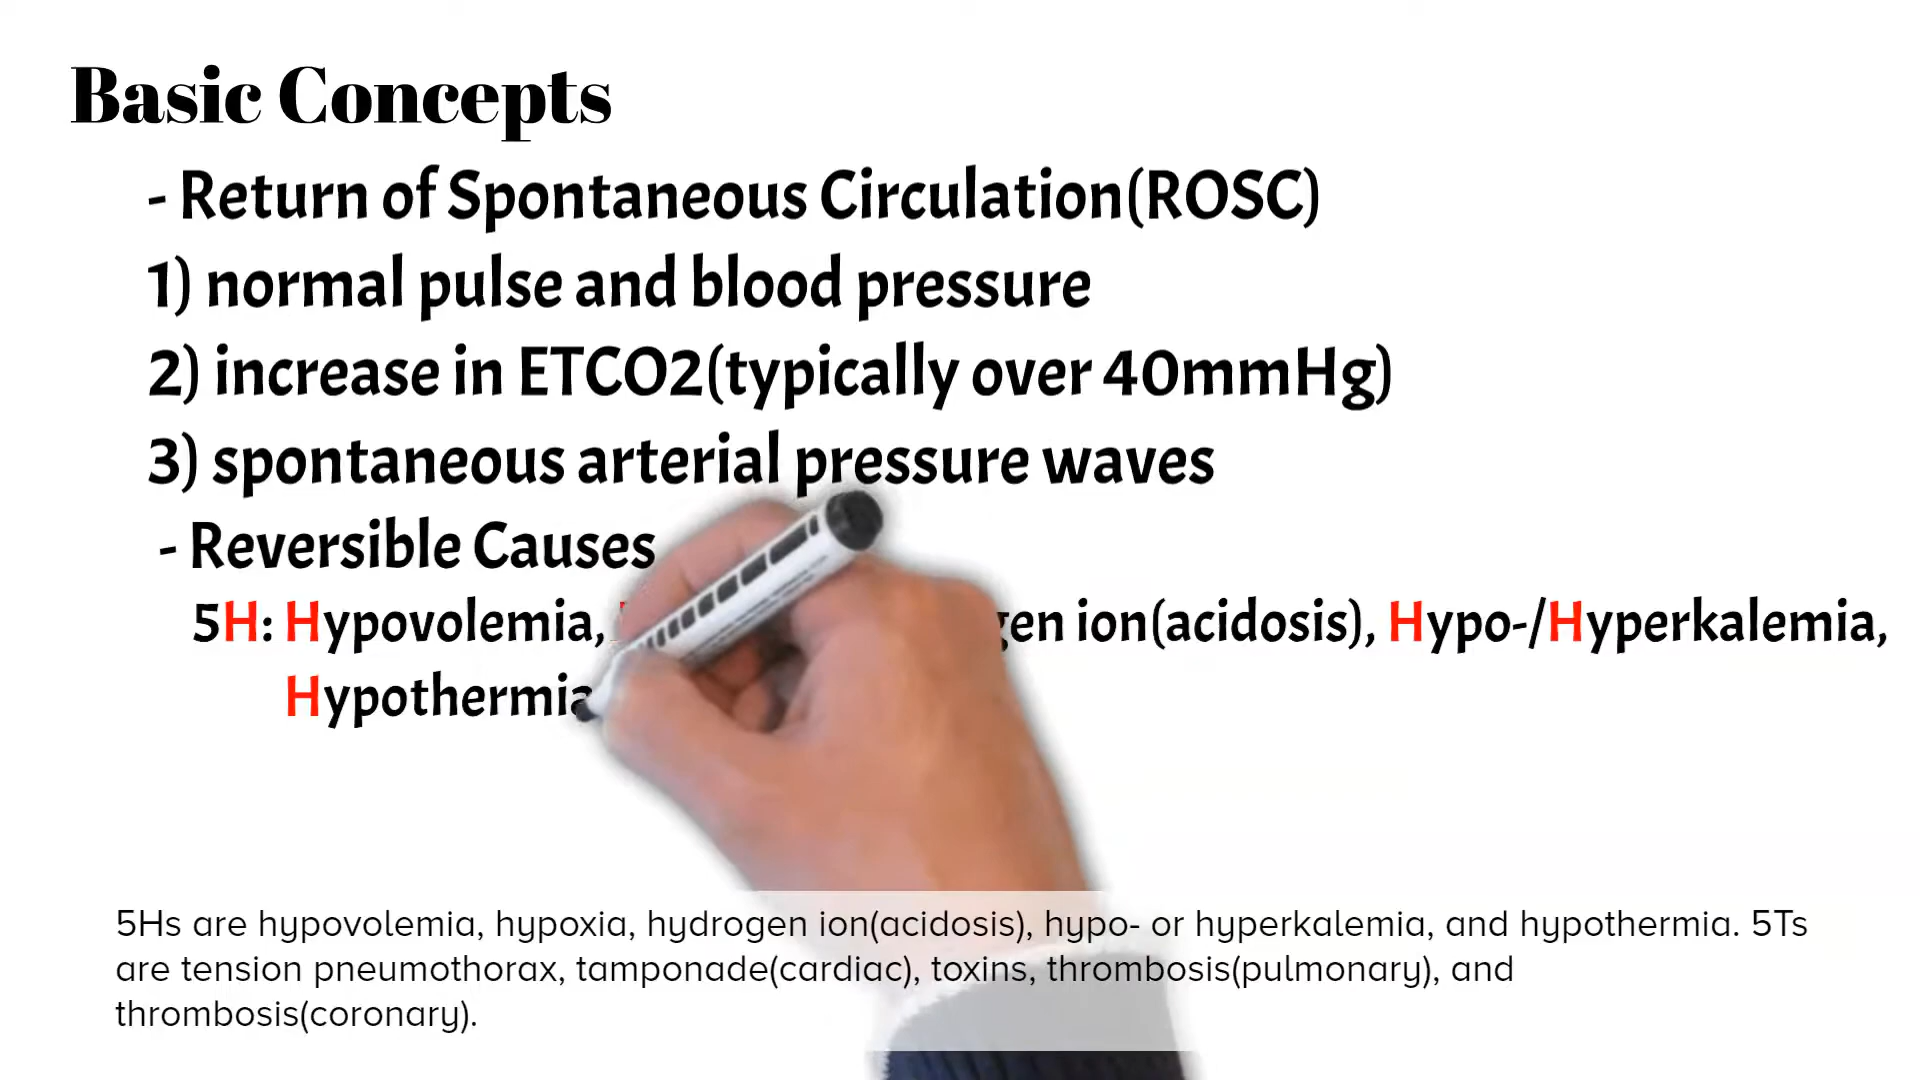 Basic Concepts
- Return of Spontaneous Circulation(ROSC)
1) normal pulse and blood pressure
2) increase in ETCO2(typically over 40mmHg)
3) spontaneous arterial pressure waves
- Reversible Causes
5H: Hypovolemia, gen ion(acidosis), Hypo-/Hyperkalemia,
Hypothermia
5Hs are hypovolemia, hypoxia, hydrogen ion(acidosis), hypo- or hyperkalemia, and hypothermia. 5Ts
are tension pneumothorax, tamponade(cardiac), toxins, thrombosis(pulmonary), and
thrombosis(coronary).